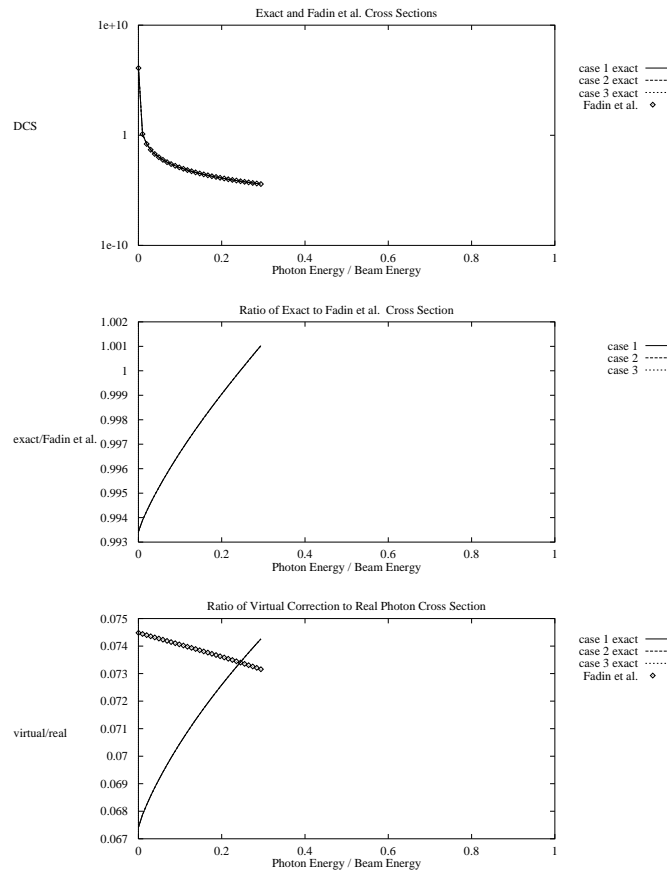 Exact and Fadin et al. Cross Sections
1e+10
1
1e-10
DCS
0 0.2 0.4 0.6 0.8 1
Photon Energy / Beam Energy
case 1 exact
case 2 exact
case 3 exact
Fadin et al.
Ratio of Exact to Fadin et al. Cross Section
1.002
1.001
1
0.999
0.998
0.997
0.996
0.995
0.994
0.993
exact/Fadin et al.
0 0.2 0.4 0.6 0.8 1
Photon Energy / Beam Energy
case 1
case 2
case 3
Ratio of Virtual Correction to Real Photon Cross Section
0.075
0.074
0.073
0.072
0.071
0.07
0.069
0.068
0.067
virtual/real
0 0.2 0.4 0.6 0.8 1
Photon Energy / Beam Energy
case 1 exact
case 2 exact
case 3 exact
Fadin et al.